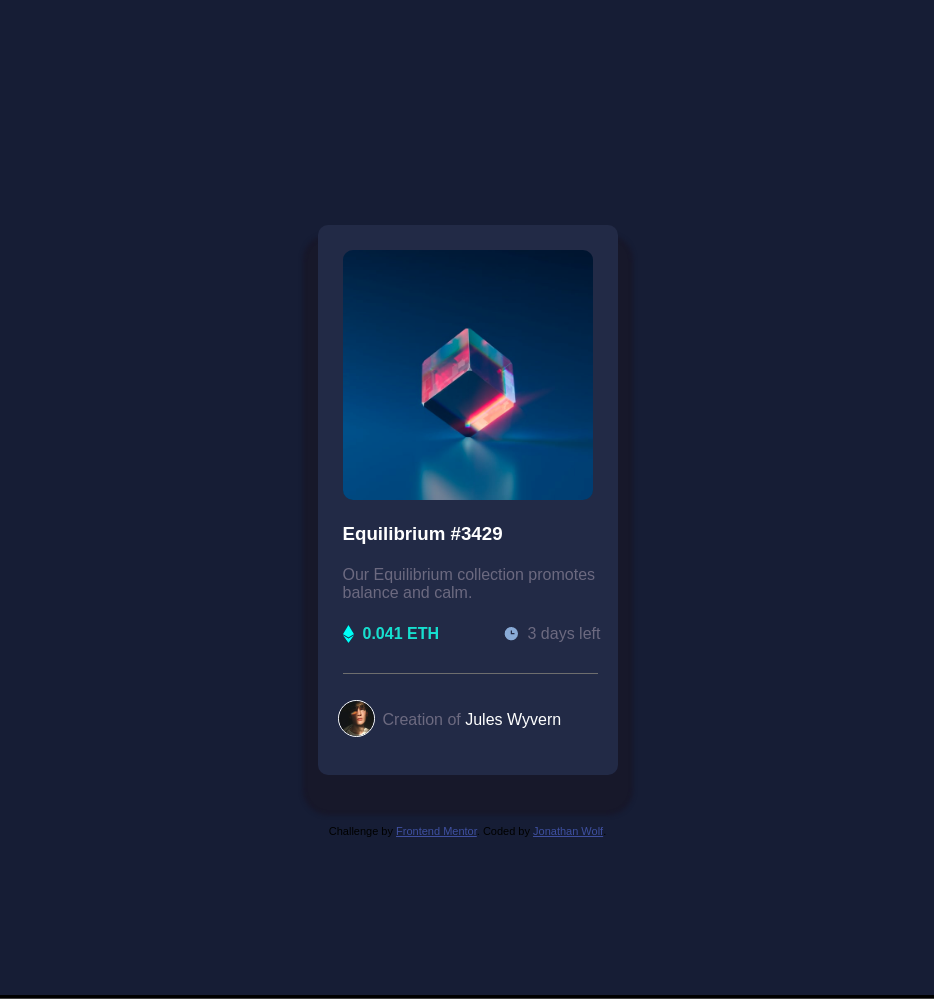 Equilibrium #3429
Our Equilibrium collection promotes
balance and calm.
0.041 ETH 3 days left
Creation of Jules Wyvern
Challenge by Frontend Mentor. Coded by Jonathan Wolf.